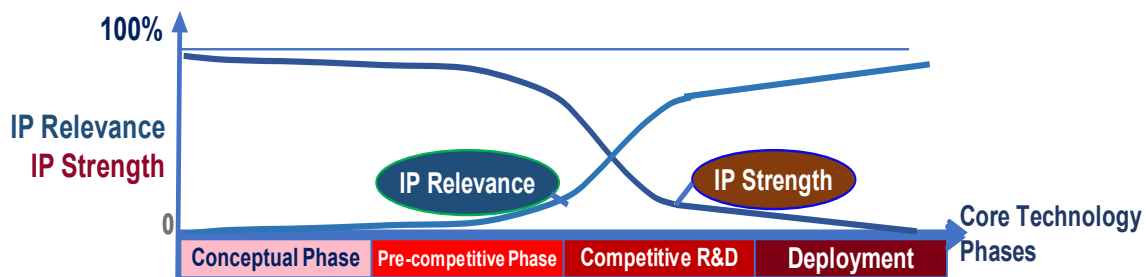 100%
IP Relevance
IP Strength
IP Relevance
IP Strength
0
Core Technology
Phases
Conceptual Phase
Pre-competitive Phase
Competitive R&D
Deployment